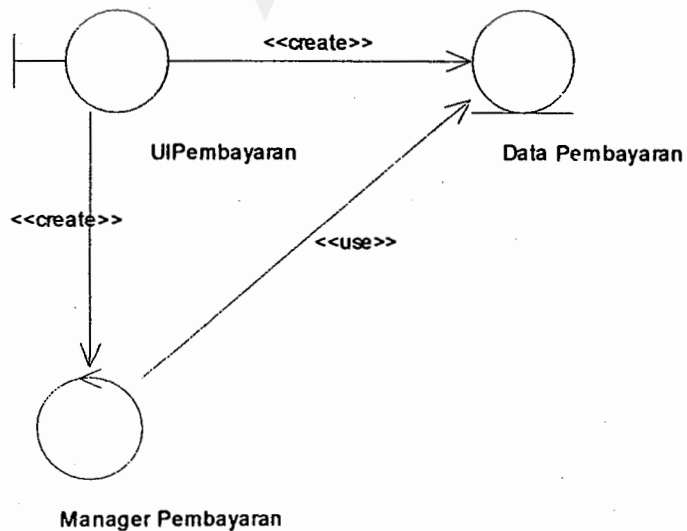 <<create>>
UIPembayaran
Data Pembayaran
<<create>>
<<use>>
Manager Pembayaran